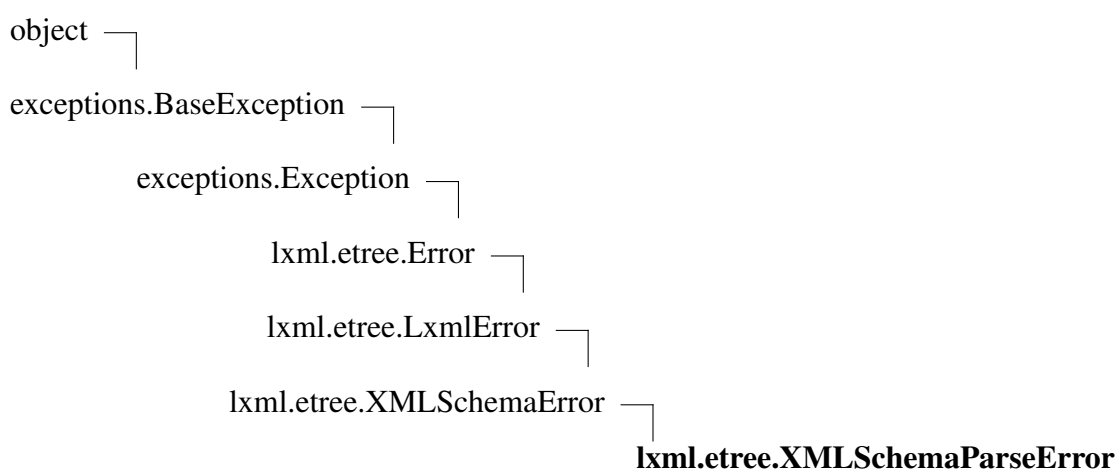 object
exceptions.BaseException
exceptions.Exception
lxml.etree.Error
lxml.etree.LxmlError
lxml.etree.XMLSchemaError
lxml.etree.XMLSchemaParseError